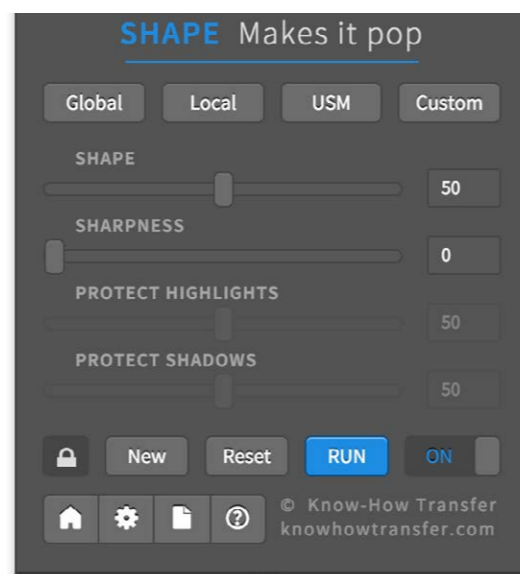 SHAPE Makes it pop
Global Local USM Custom
SHAPE
50
SHARPNESS
0
PROTECT HIGHLIGHTS
50
PROTECT SHADOWS
50
New Reset RUN ON
© Know-How Transfer
knowhowtransfer.com